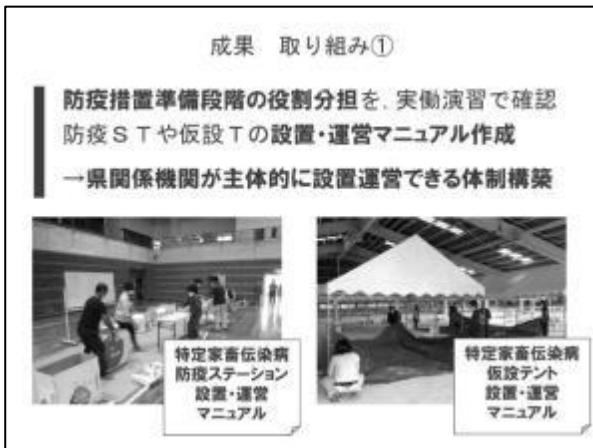 成果　取り組み①
防疫措置準備段階の役割分担を、実働演習で確認
防疫ＳＴや仮設Ｔの設置・運営マニュアル作成
→県関係機関が主体的に設置運営できる体制構築
特定家畜伝染病
防疫ステーション
設置・運営
マニュアル
特定家畜伝染病
仮設テント
設置・運営
マニュアル